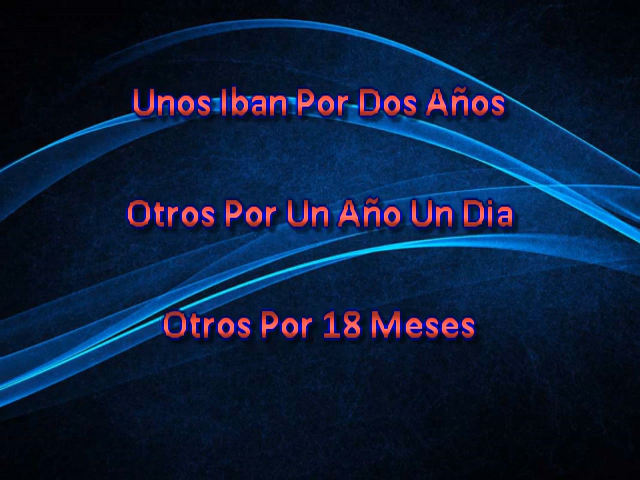 Unos Iban Por Dos Años
Otros Por Un Año Un Dia
Otros Por 18 Meses